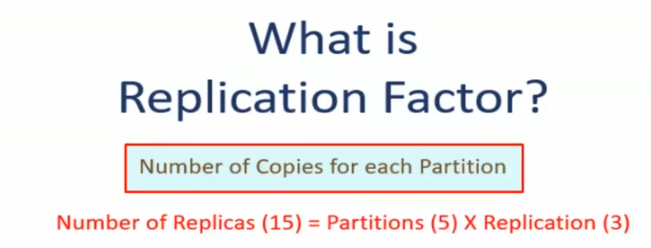 What is
Replication Factor?
Number of Copies for each Partition
Number of Replicas (15) = Partitions (5) X Replication (3)